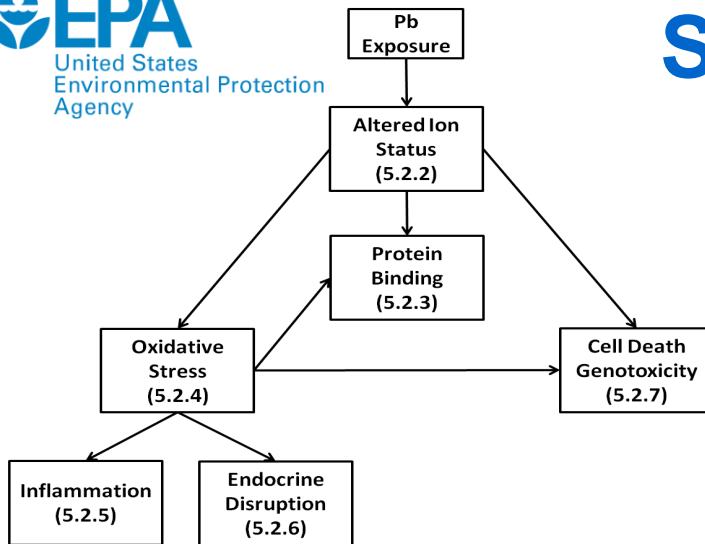 EPA
United States
Environmental Protection
Agency
S
Pb
Exposure
Altered Ion
Status
(5.2.2)
Protein
Binding
(5.2.3)
Oxidative
Stress
(5.2.4)
Cell Death
Genotoxicity
(5.2.7)
Inflammation
(5.2.5)
Endocrine
Disruption
(5.2.6)